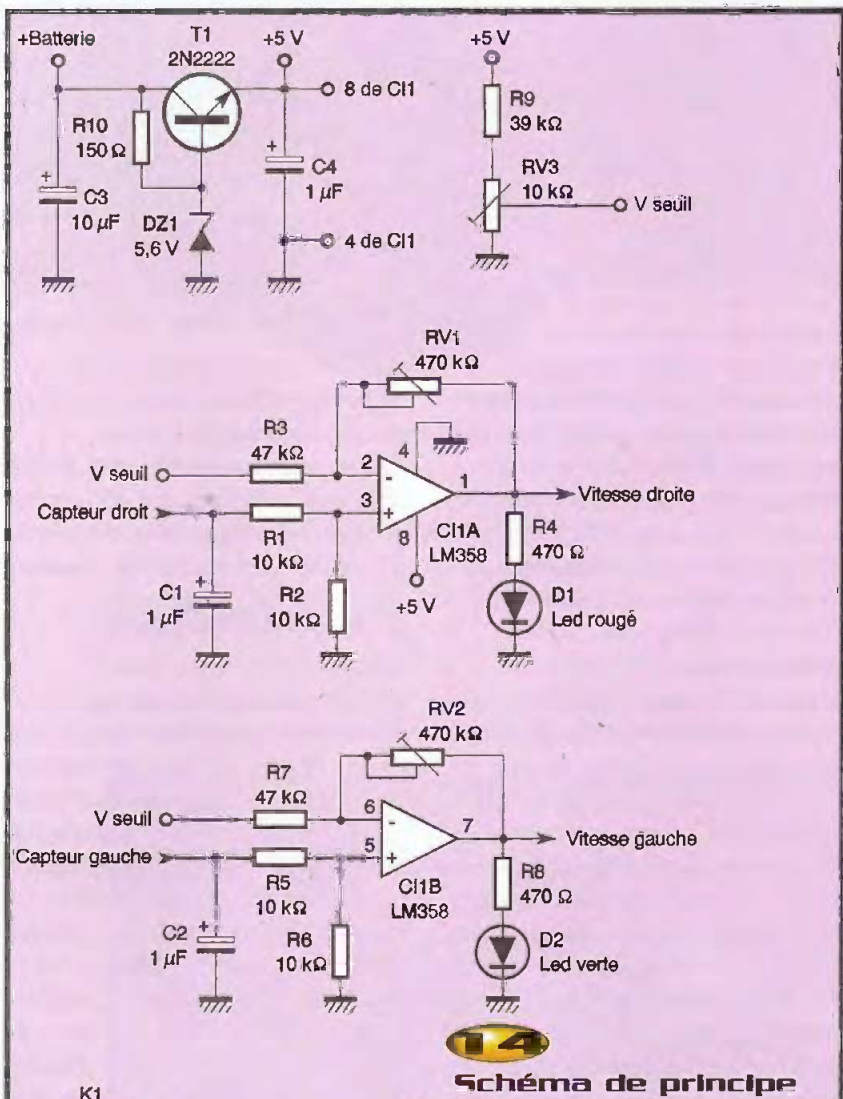 +Batterie
T1
2N2222
+5 V
8 de CI1
R10
150 Ω
C3
10 µF
DZ1
5,6 V
C4
1 µF
4 de CI1
+5 V
R9
39 kΩ
RV3
10 kΩ
V seuil
RV1
470 kΩ
R3
47 kΩ
V seuil
2
-
4
1
Vitesse droite
Capteur droit
3
+
8
R1
10 kΩ
CI1A
LM358
R4
470 Ω
C1
1 µF
R2
10 kΩ
+5 V
D1
Led rougé
RV2
470 kΩ
R7
47 kΩ
V seuil
6
-
7
Vitesse gauche
Capteur gauche
5
+
R5
10 kΩ
CI1B
LM358
R8
470 Ω
C2
1 µF
R6
10 kΩ
D2
Led verte
14
Schéma de principe
K1